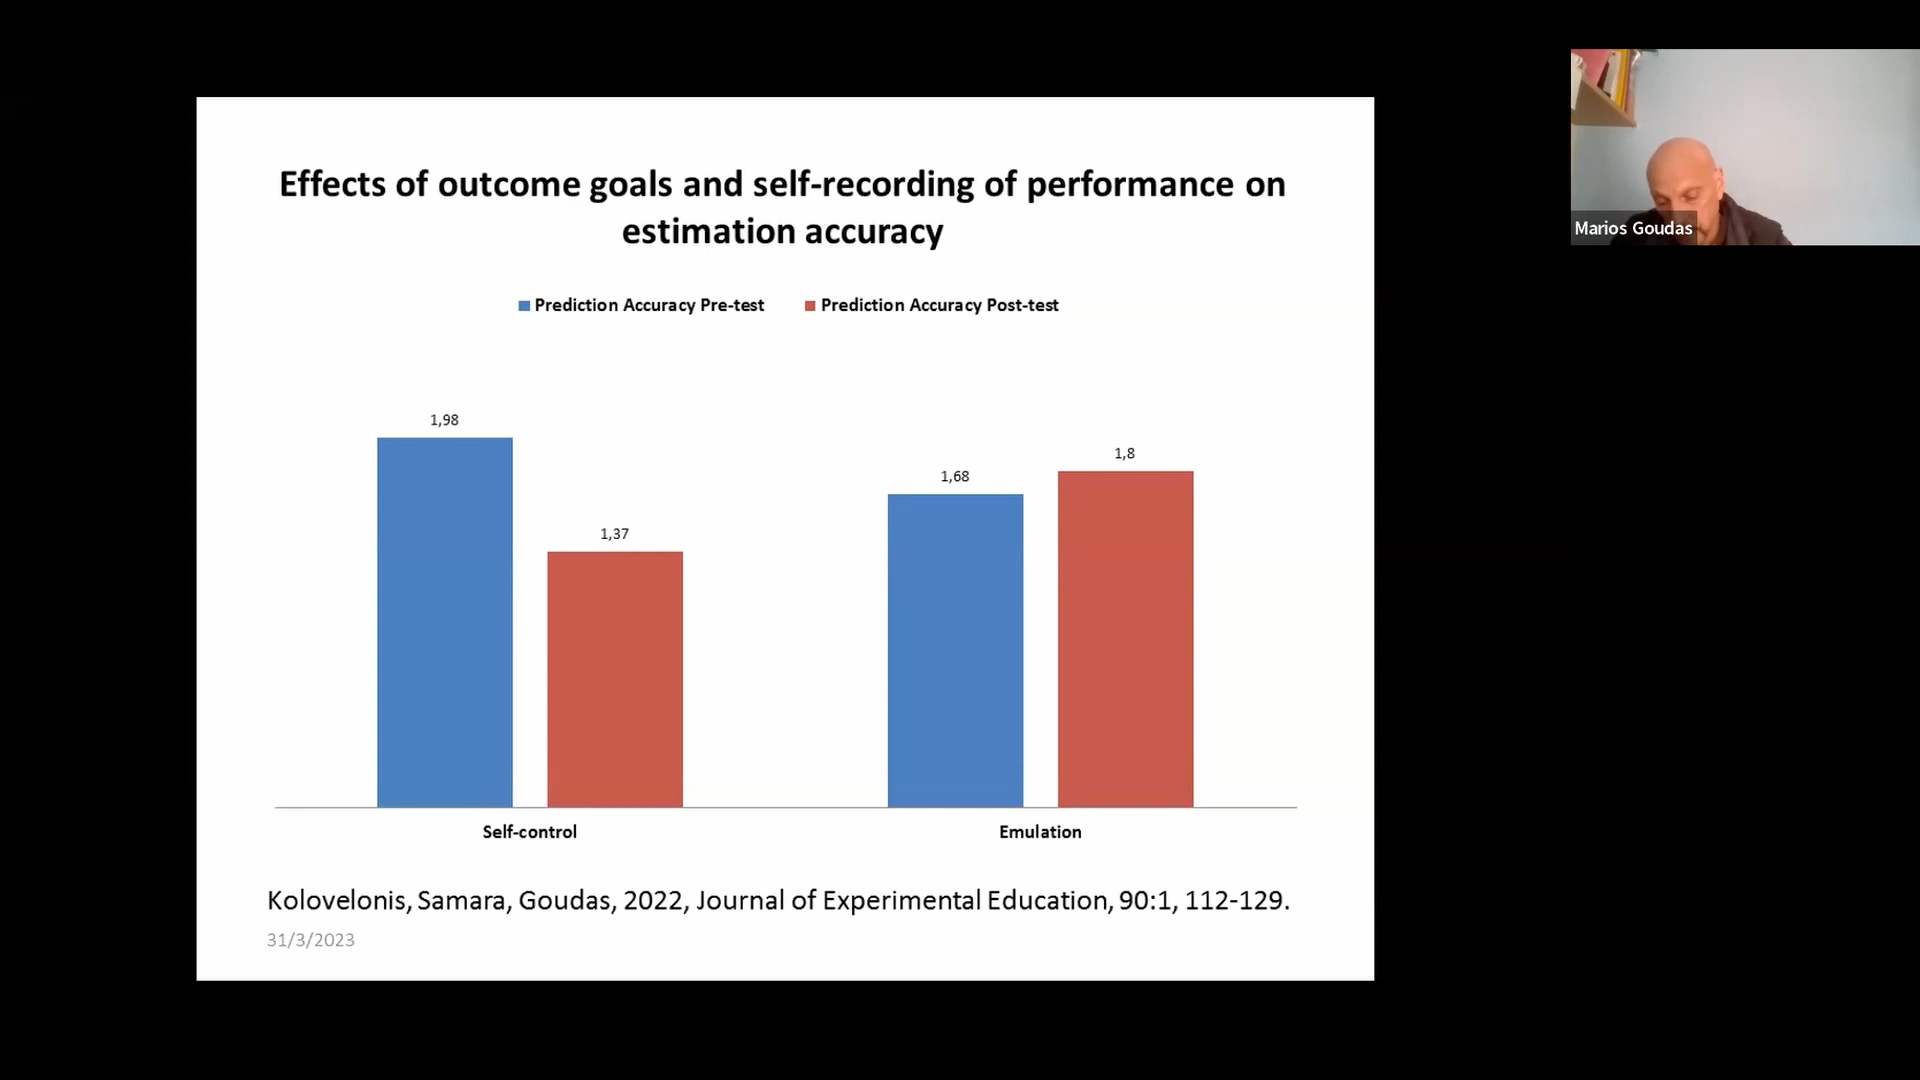 Effects of outcome goals and self-recording of performance on
estimation accuracy
Prediction Accuracy Pre-test
Prediction Accuracy Post-test
1,98
1,37
1,68
1,8
Self-control
Emulation
Kolovelonis, Samara, Goudas, 2022, Journal of Experimental Education, 90:1, 112-129.
31/3/2023
Marios Goudas